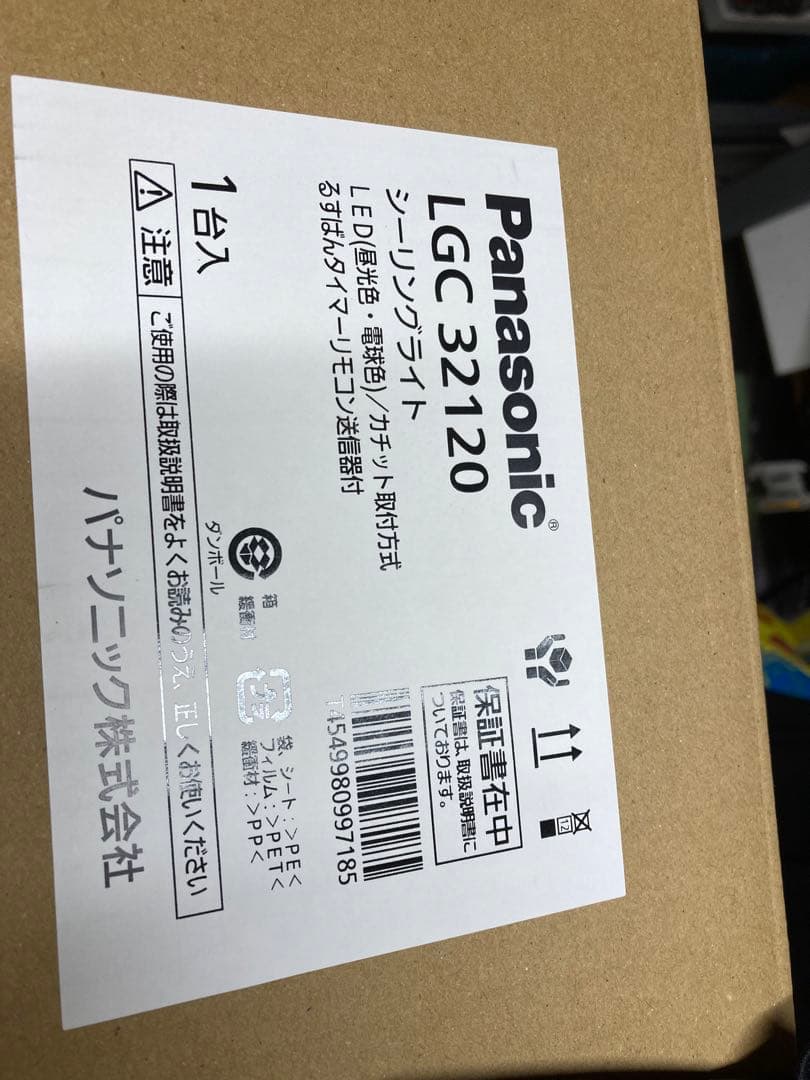 Panasonic®
LGC 32120
シーリングライト
LED(昼光色・電球色)/カチット取付方式
るすばんタイマーリモコン送信器付
1台入
保証書在中
保証書は、取扱説明書に
ついております。
12
T4549980997185
箱
緩衝材
ダンボール
袋、シート:>PE<
フィルム:>PET<
緩衝材:>PP<
注意 ご使用の際は取扱説明書をよくお読みのうえ、正しくお使いください
パナソニック株式会社